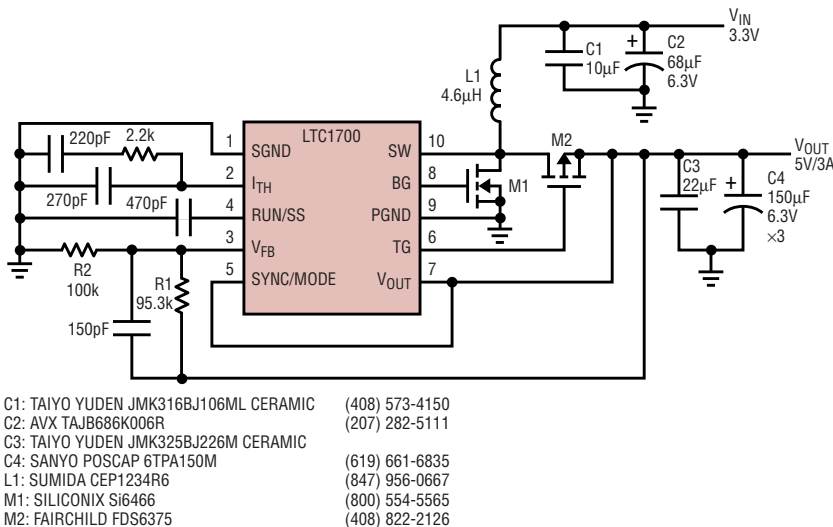 VIN
3.3V
C1
10µF
+
C2
68µF
6.3V
L1
4.6µH
220pF
2.2k
270pF
470pF
R2
100k
R1
95.3k
150pF
LTC1700
1
SGND
2
ITH
4
RUN/SS
3
VFB
5
SYNC/MODE
SW
10
BG
8
PGND
9
TG
6
VOUT
7
M1
M2
VOUT
5V/3A
C3
22µF
+
C4
150µF
6.3V
×3
C1: TAIYO YUDEN JMK316BJ106ML CERAMIC (408) 573-4150
C2: AVX TAJB686K006R (207) 282-5111
C3: TAIYO YUDEN JMK325BJ226M CERAMIC
C4: SANYO POSCAP 6TPA150M (619) 661-6835
L1: SUMIDA CEP1234R6 (847) 956-0667
M1: SILICONIX Si6466 (800) 554-5565
M2: FAIRCHILD FDS6375 (408) 822-2126